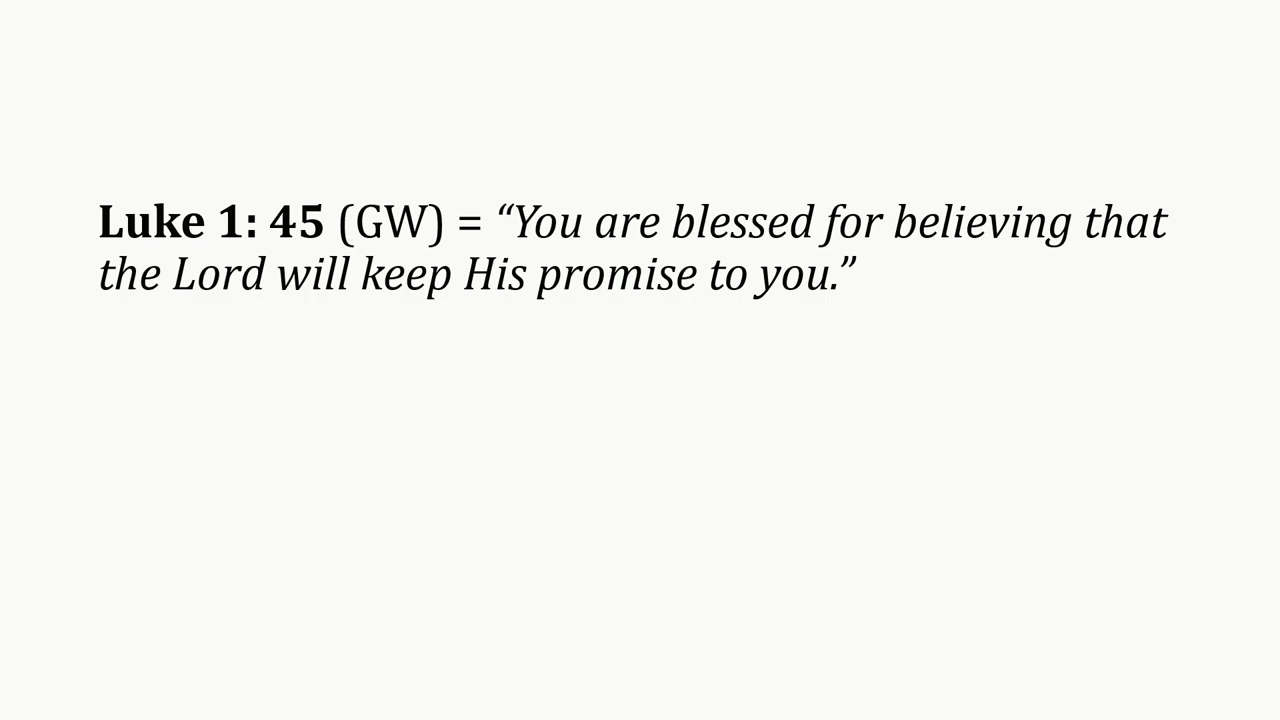 Luke 1: 45 (GW) = “You are blessed for believing that
the Lord will keep His promise to you.”